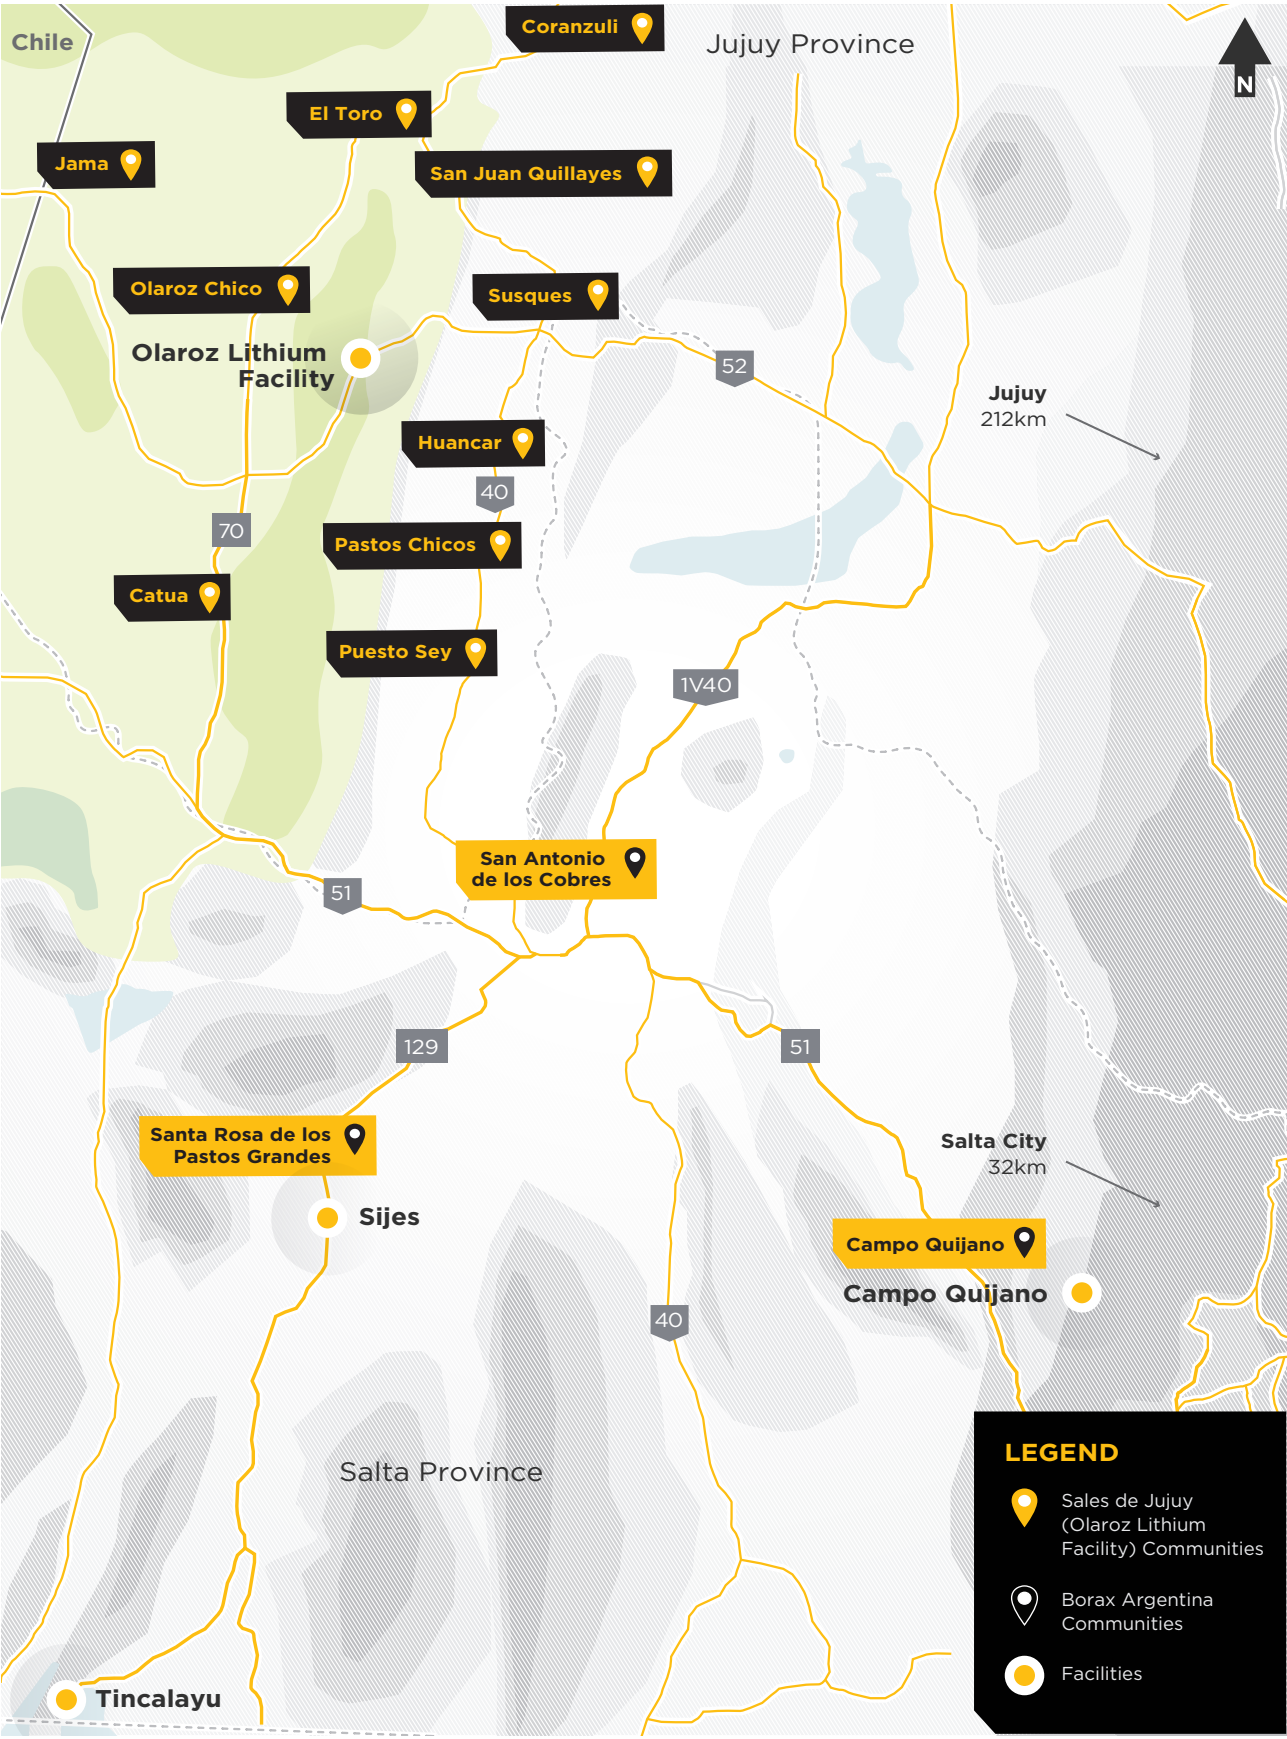 Coranzuli
Chile
Jujuy Province
N
El Toro
Jama
San Juan Quillayes
Olaroz Chico
Susques
Olaroz Lithium
Facility
52
Jujuy
212km
Huancar
40
70
Pastos Chicos
Catua
Puesto Sey
1V40
San Antonio
de los Cobres
51
129
51
Santa Rosa de los
Pastos Grandes
Salta City
32km
Sijes
Campo Quijano
Campo Quijano
40
Salta Province
LEGEND
Sales de Jujuy
(Olaroz Lithium
Facility) Communities
Borax Argentina
Communities
Facilities
Tincalayu